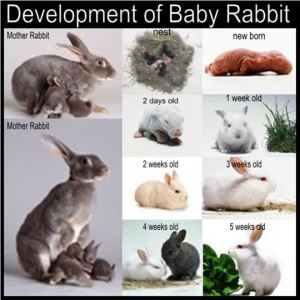 Development of Baby Rabbit
Mother Rabbit
nest
new born
2 days old
1 week old
Mother Rabbit
2 weeks old
3 weeks old
4 weeks old
5 weeks old